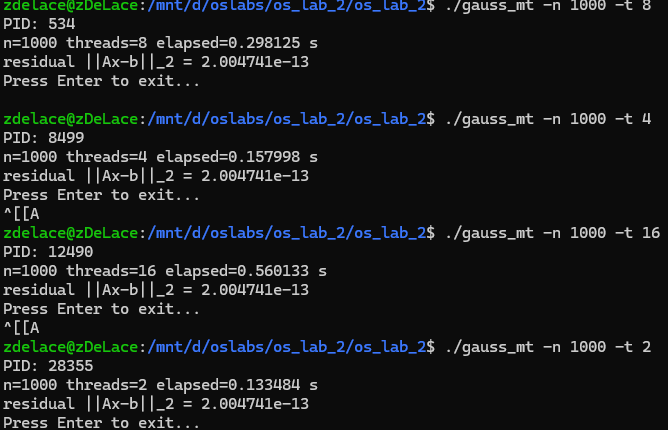 zdelace@zDeLace:/mnt/d/oslabs/os_lab_2/os_lab_2$ ./gauss_mt -n 1000 -t 8
PID: 534
n=1000 threads=8 elapsed=0.298125 s
residual ||Ax-b||_2 = 2.004741e-13
Press Enter to exit...

zdelace@zDeLace:/mnt/d/oslabs/os_lab_2/os_lab_2$ ./gauss_mt -n 1000 -t 4
PID: 8499
n=1000 threads=4 elapsed=0.157998 s
residual ||Ax-b||_2 = 2.004741e-13
Press Enter to exit...
^[[A
zdelace@zDeLace:/mnt/d/oslabs/os_lab_2/os_lab_2$ ./gauss_mt -n 1000 -t 16
PID: 12490
n=1000 threads=16 elapsed=0.560133 s
residual ||Ax-b||_2 = 2.004741e-13
Press Enter to exit...
^[[A
zdelace@zDeLace:/mnt/d/oslabs/os_lab_2/os_lab_2$ ./gauss_mt -n 1000 -t 2
PID: 28355
n=1000 threads=2 elapsed=0.133484 s
residual ||Ax-b||_2 = 2.004741e-13
Press Enter to exit...